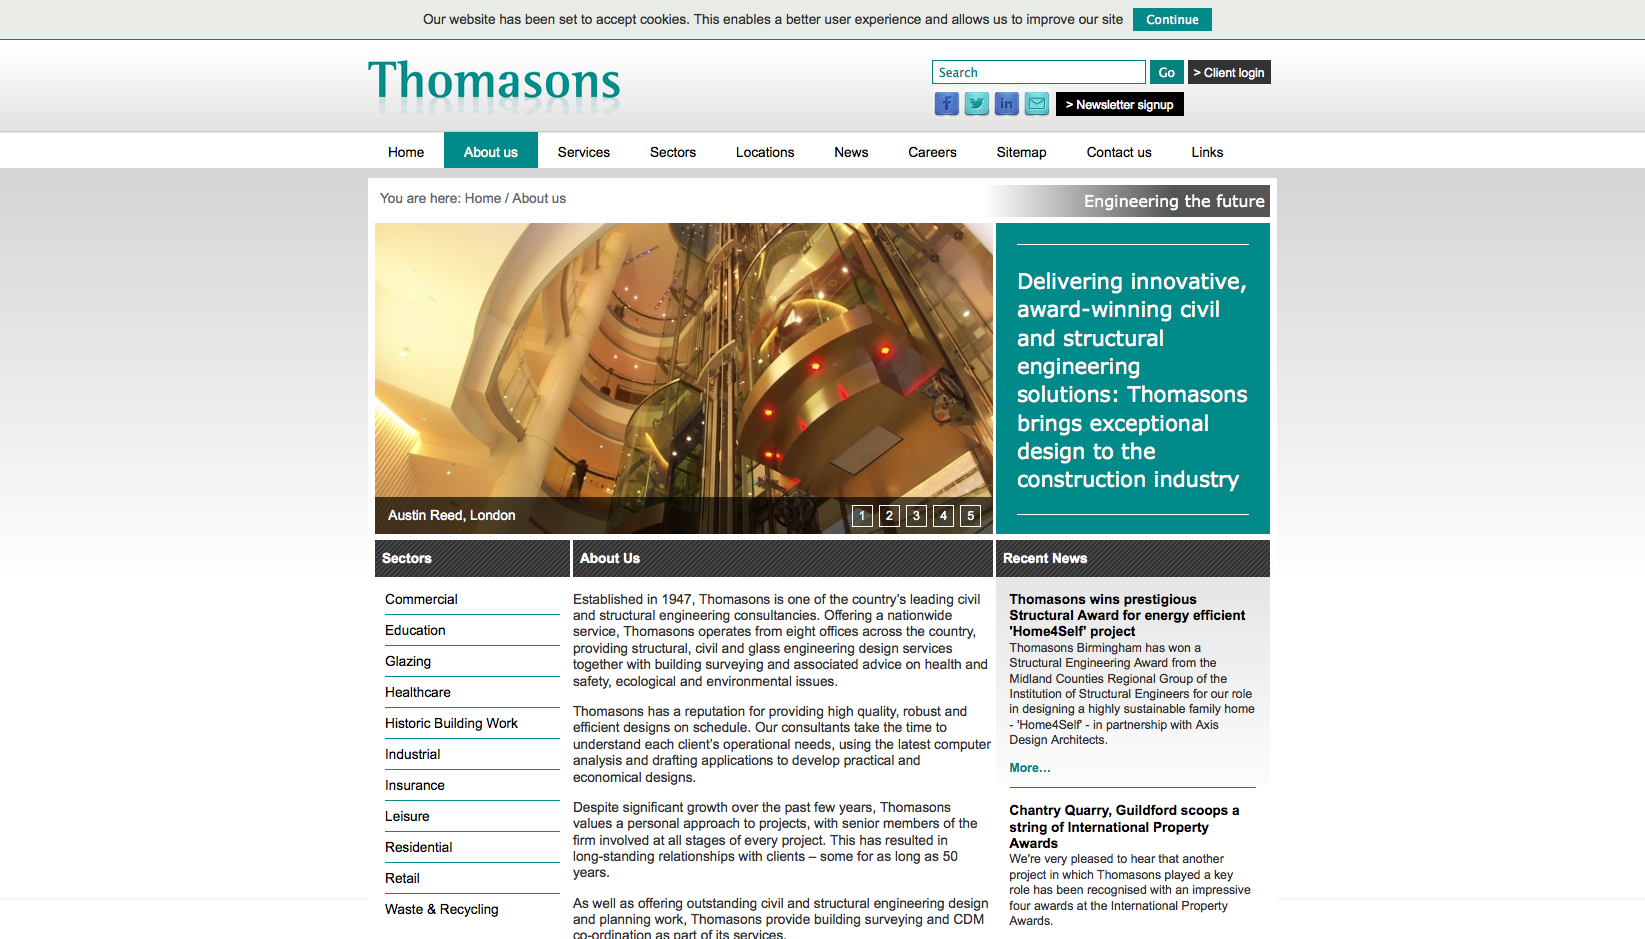 Our website has been set to accept cookies. This enables a better user experience and allows us to improve our site
Continue
Thomasons
Search
Go
> Client login
> Newsletter signup
Home
About us
Services
Sectors
Locations
News
Careers
Sitemap
Contact us
Links
You are here: Home / About us
Engineering the future
Austin Reed, London
1 2 3 4 5
Delivering innovative,
award-winning civil
and structural
engineering
solutions: Thomasons
brings exceptional
design to the
construction industry
Sectors
Commercial
Education
Glazing
Healthcare
Historic Building Work
Industrial
Insurance
Leisure
Residential
Retail
Waste & Recycling
About Us
Established in 1947, Thomasons is one of the country’s leading civil
and structural engineering consultancies. Offering a nationwide
service, Thomasons operates from eight offices across the country,
providing structural, civil and glass engineering design services
together with building surveying and associated advice on health and
safety, ecological and environmental issues.
Thomasons has a reputation for providing high quality, robust and
efficient designs on schedule. Our consultants take the time to
understand each client’s operational needs, using the latest computer
analysis and drafting applications to develop practical and
economical designs.
Despite significant growth over the past few years, Thomasons
values a personal approach to projects, with senior members of the
firm involved at all stages of every project. This has resulted in
long-standing relationships with clients – some for as long as 50
years.
As well as offering outstanding civil and structural engineering design
and planning work, Thomasons provide building surveying and CDM
co-ordination as part of its services.
Recent News
Thomasons wins prestigious
Structural Award for energy efficient
'Home4Self' project
Thomasons Birmingham has won a
Structural Engineering Award from the
Midland Counties Regional Group of the
Institution of Structural Engineers for our role
in designing a highly sustainable family home
- 'Home4Self' - in partnership with Axis
Design Architects.
More...
Chantry Quarry, Guildford scoops a
string of International Property
Awards
We're very pleased to hear that another
project in which Thomasons played a key
role has been recognised with an impressive
four awards at the International Property
Awards.